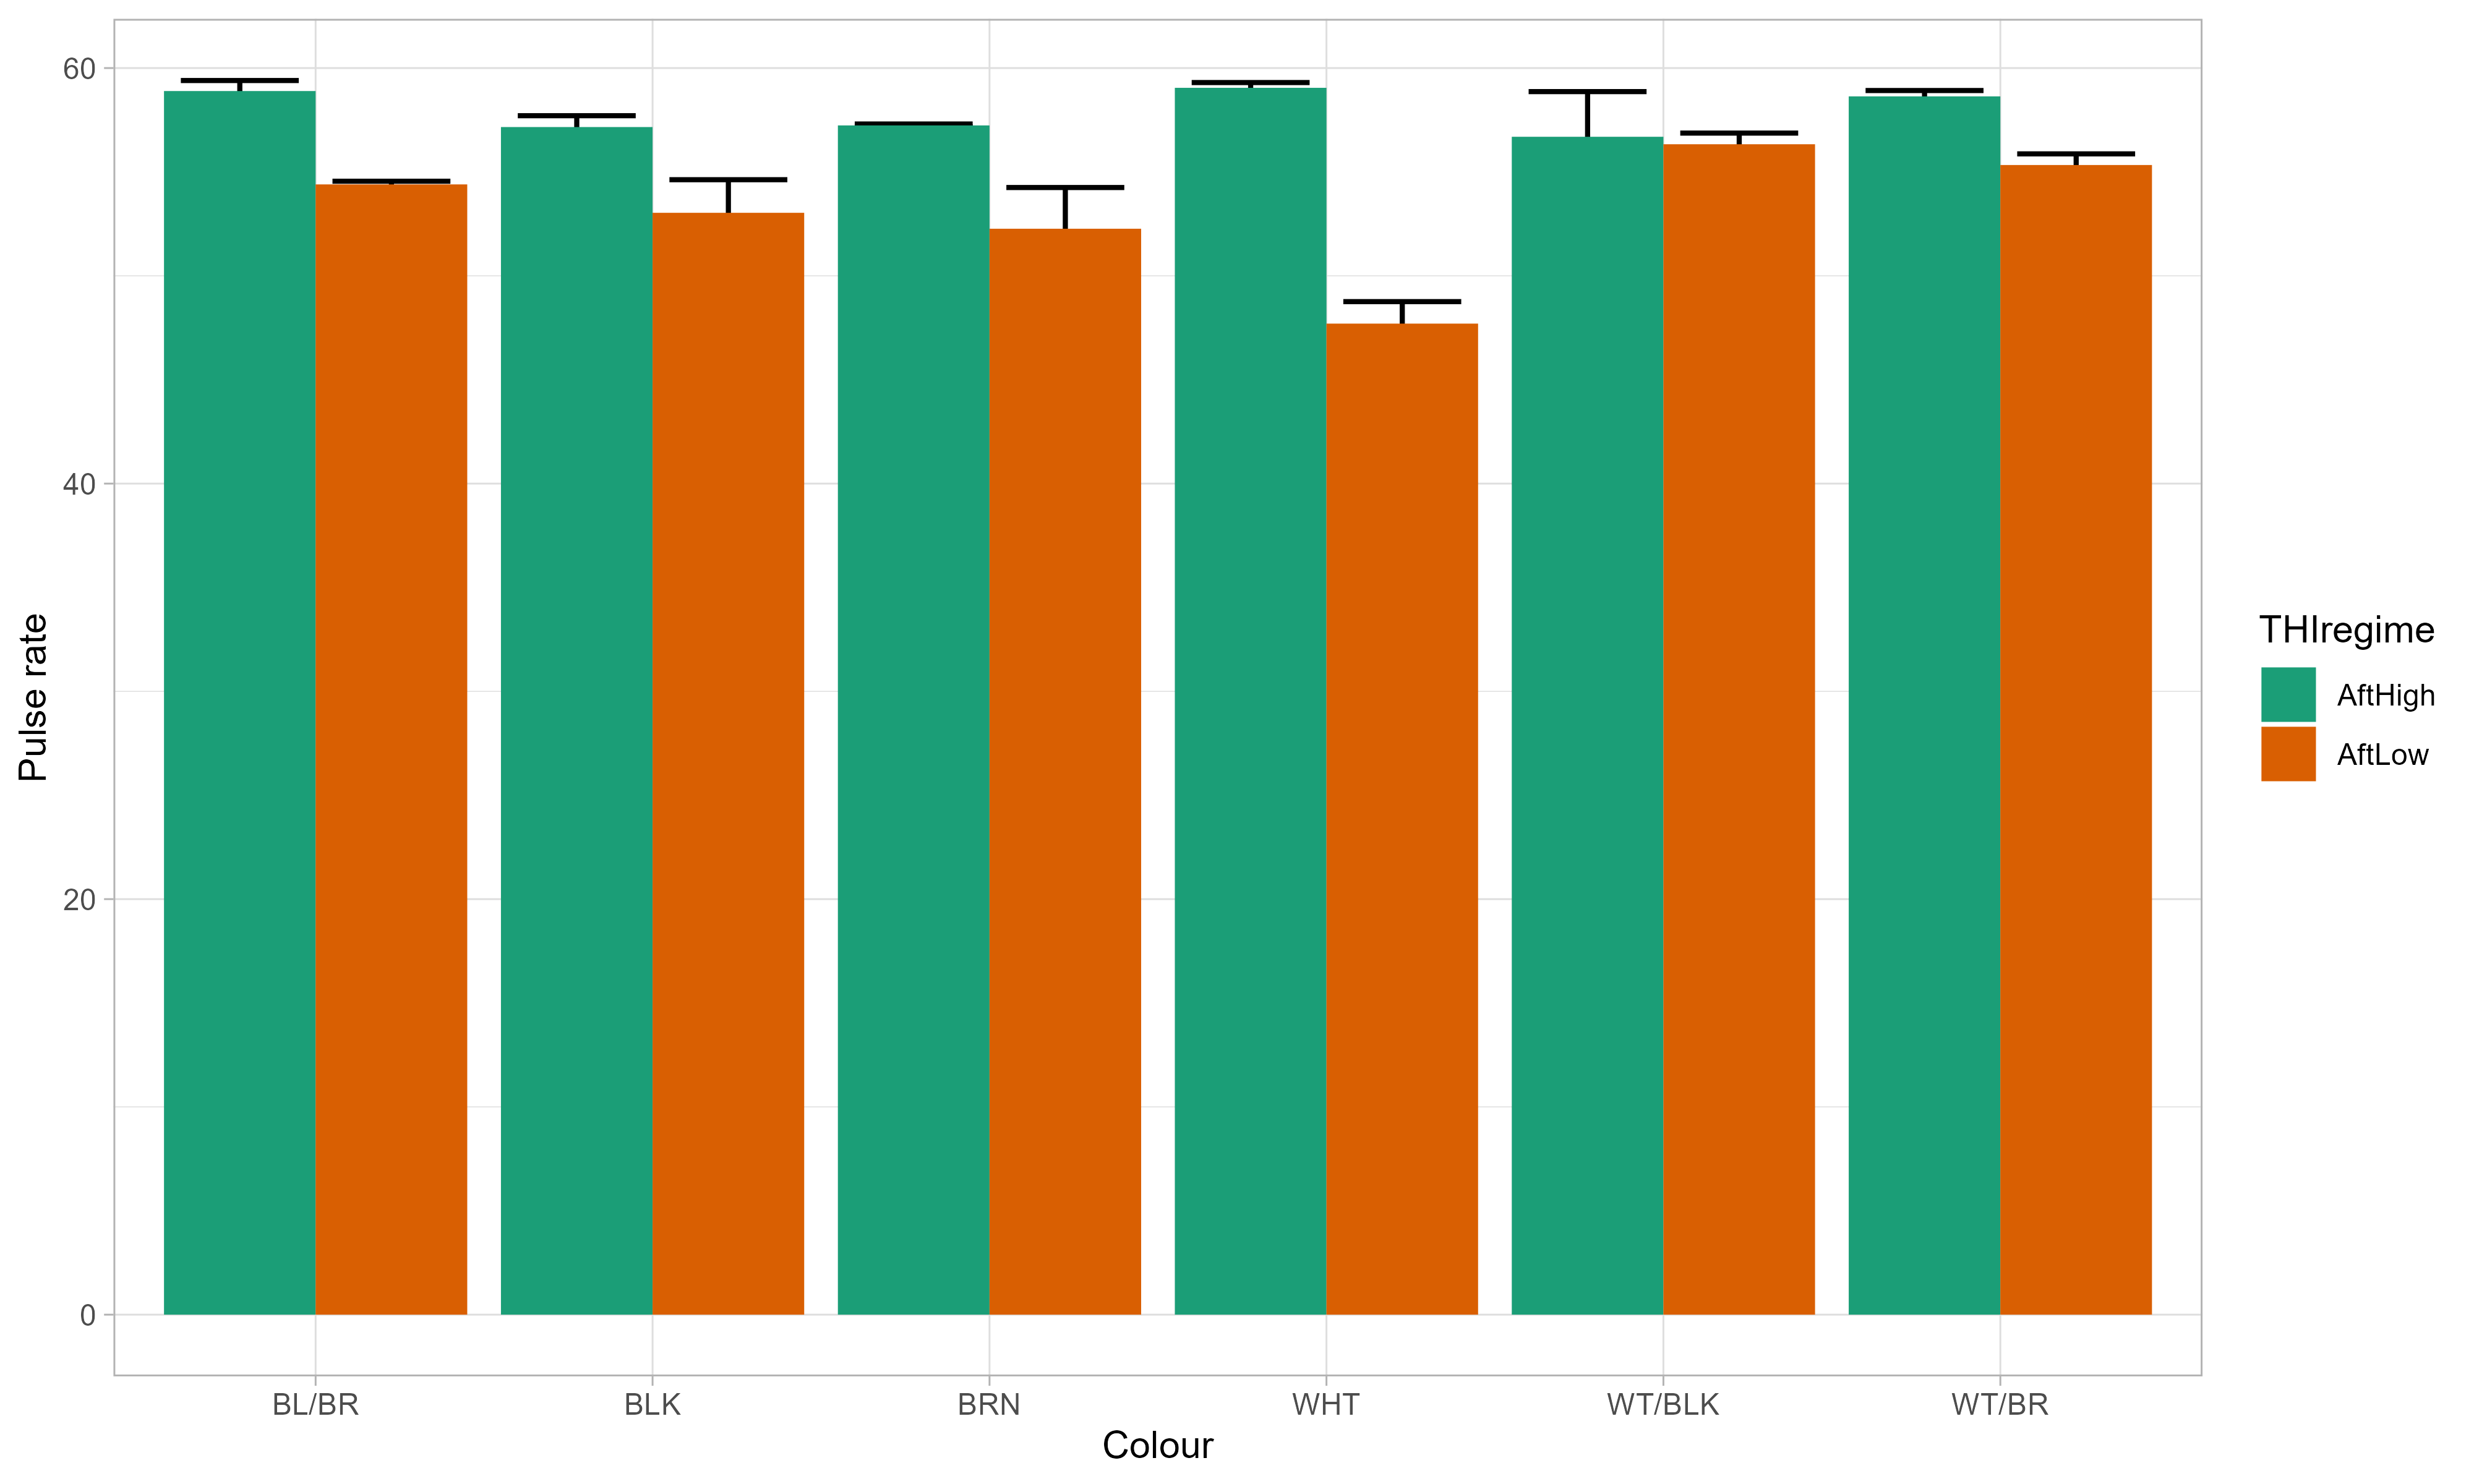 60
40
20
0
Pulse rate
BL/BR
BLK
BRN
WHT
WT/BLK
WT/BR
Colour
THIregime
AftHigh
AftLow